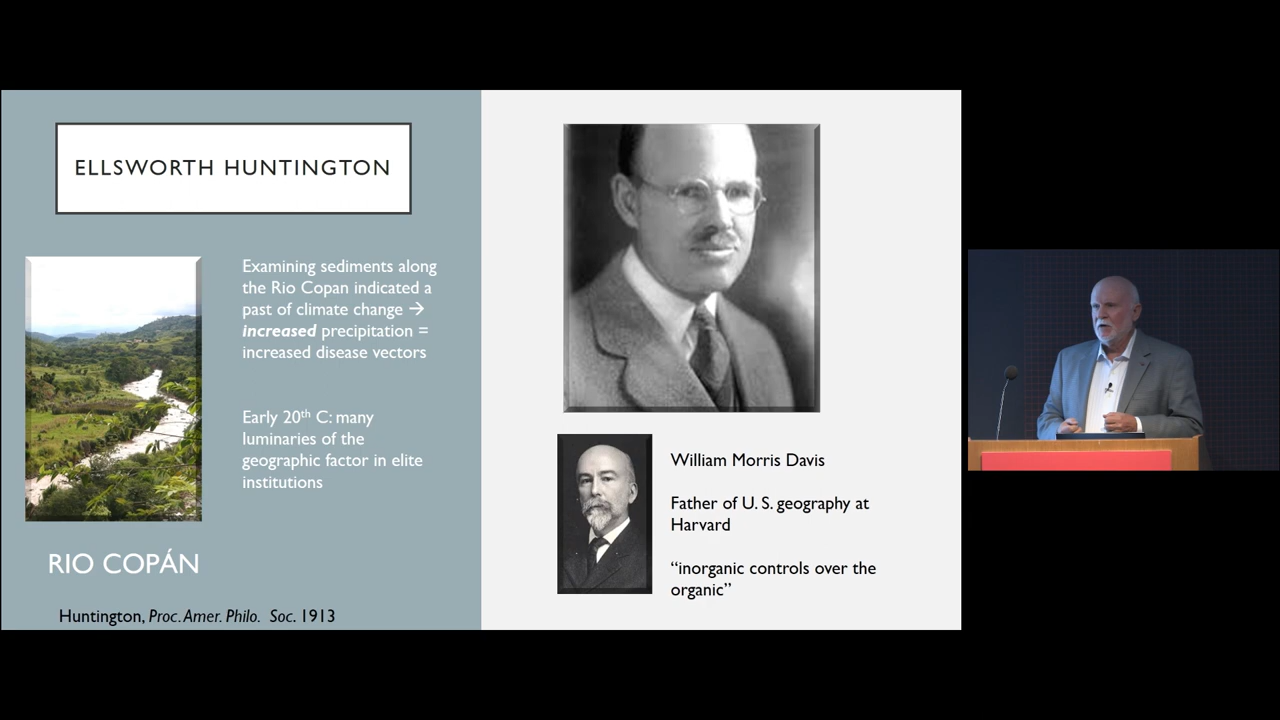 ELLSWORTH HUNTINGTON
Examining sediments along
the Rio Copan indicated a
past of climate change →
increased precipitation =
increased disease vectors
Early 20th C: many
luminaries of the
geographic factor in elite
institutions
RIO COPÁN
Huntington, Proc. Amer. Philo. Soc. 1913
William Morris Davis
Father of U. S. geography at
Harvard
“inorganic controls over the
organic”